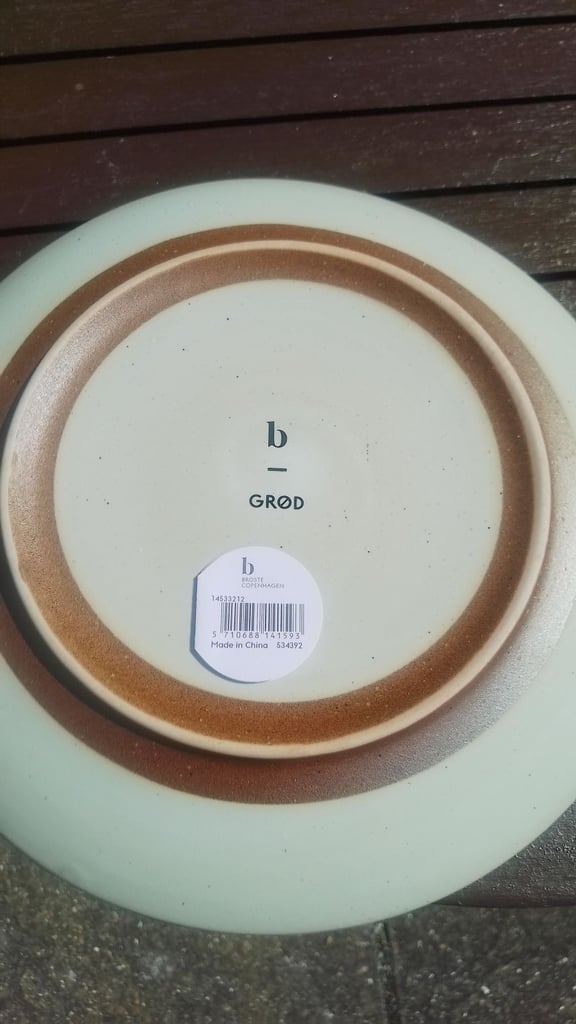 b
GRØD
b
BROSTE
COPENHAGEN
14533212
5 710688 141593
Made in China 534392